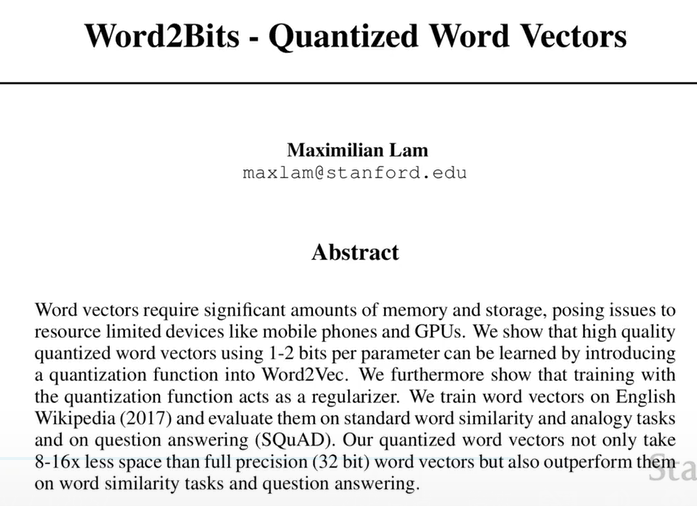 Word2Bits - Quantized Word Vectors
Maximilian Lam
maxlam@stanford.edu
Abstract
Word vectors require significant amounts of memory and storage, posing issues to
resource limited devices like mobile phones and GPUs. We show that high quality
quantized word vectors using 1-2 bits per parameter can be learned by introducing
a quantization function into Word2Vec. We furthermore show that training with
the quantization function acts as a regularizer. We train word vectors on English
Wikipedia (2017) and evaluate them on standard word similarity and analogy tasks
and on question answering (SQuAD). Our quantized word vectors not only take
8-16x less space than full precision (32 bit) word vectors but also outperform them
on word similarity tasks and question answering.
Sta